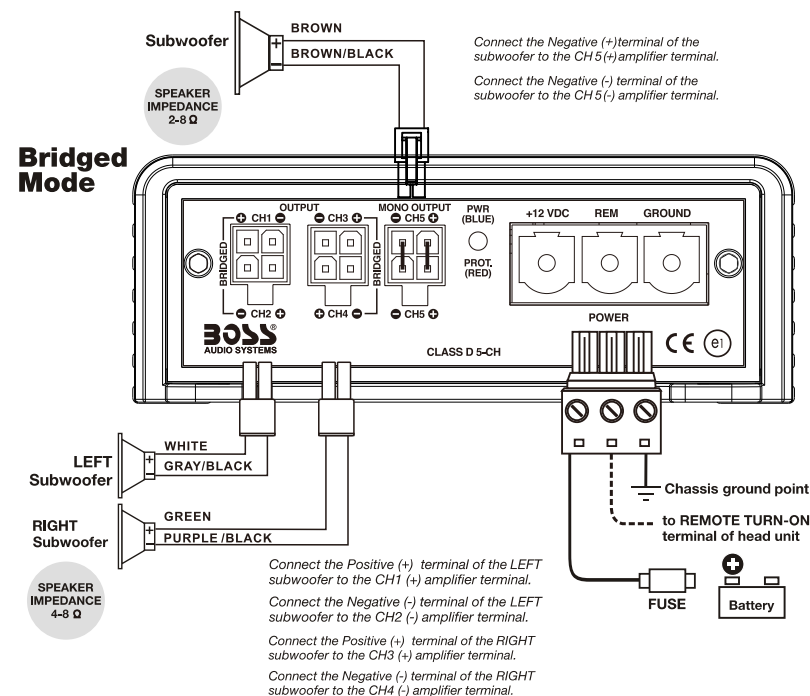 Subwoofer
BROWN
BROWN/BLACK
SPEAKER
IMPEDANCE
2-8 Ω
Connect the Negative (+)terminal of the
subwoofer to the CH 5(+) amplifier terminal.
Connect the Negative (-) terminal of the
subwoofer to the CH 5(-) amplifier terminal.
Bridged
Mode
OUTPUT
+ CH1 -
- CH3 +
BRIDGED
BRIDGED
- CH2 +
+ CH4 -
MONO OUTPUT
- CH5 +
- CH5 +
PWR
(BLUE)
PROT.
(RED)
+12 VDC REM GROUND
POWER
BOSS®
AUDIO SYSTEMS
CLASS D 5-CH
CE e1
LEFT
Subwoofer
+
-
WHITE
GRAY/BLACK
RIGHT
Subwoofer
+
-
GREEN
PURPLE /BLACK
SPEAKER
IMPEDANCE
4-8 Ω
Chassis ground point
to REMOTE TURN-ON
terminal of head unit
FUSE
+
Battery
Connect the Positive (+) terminal of the LEFT
subwoofer to the CH1 (+) amplifier terminal.
Connect the Negative (-) terminal of the LEFT
subwoofer to the CH2 (-) amplifier terminal.
Connect the Positive (+) terminal of the RIGHT
subwoofer to the CH3 (+) amplifier terminal.
Connect the Negative (-) terminal of the RIGHT
subwoofer to the CH4 (-) amplifier terminal.